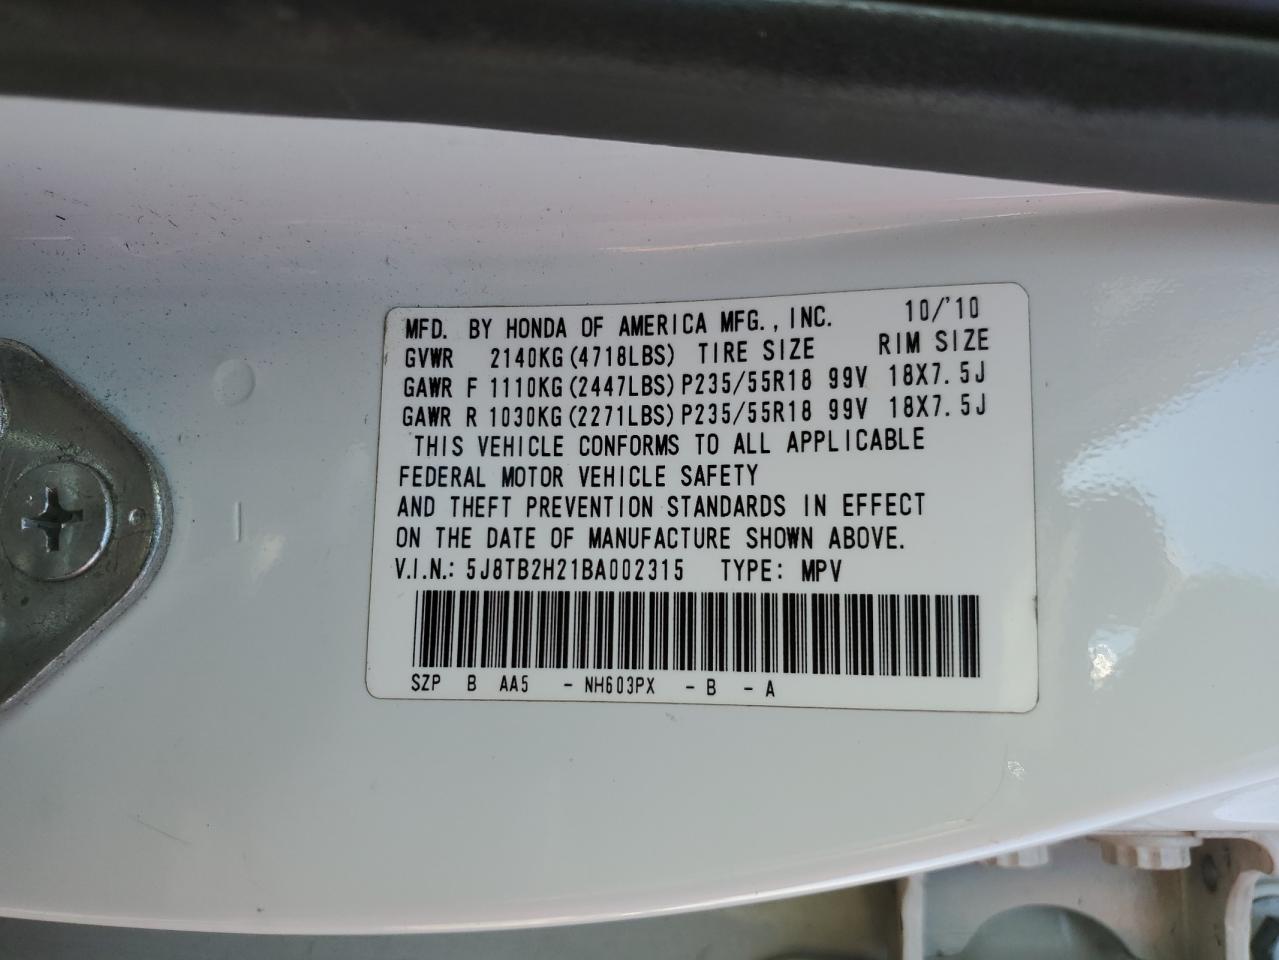 MFD. BY HONDA OF AMERICA MFG., INC. 10/'10
GVWR 2140KG(4718LBS) TIRE SIZE RIM SIZE
GAWR F 1110KG(2447LBS) P235/55R18 99V 18X7.5J
GAWR R 1030KG(2271LBS) P235/55R18 99V 18X7.5J
THIS VEHICLE CONFORMS TO ALL APPLICABLE
FEDERAL MOTOR VEHICLE SAFETY
AND THEFT PREVENTION STANDARDS IN EFFECT
ON THE DATE OF MANUFACTURE SHOWN ABOVE.
V.I.N.: 5J8TB2H21BA002315 TYPE: MPV
SZP B AA5 - NH603PX - B - A